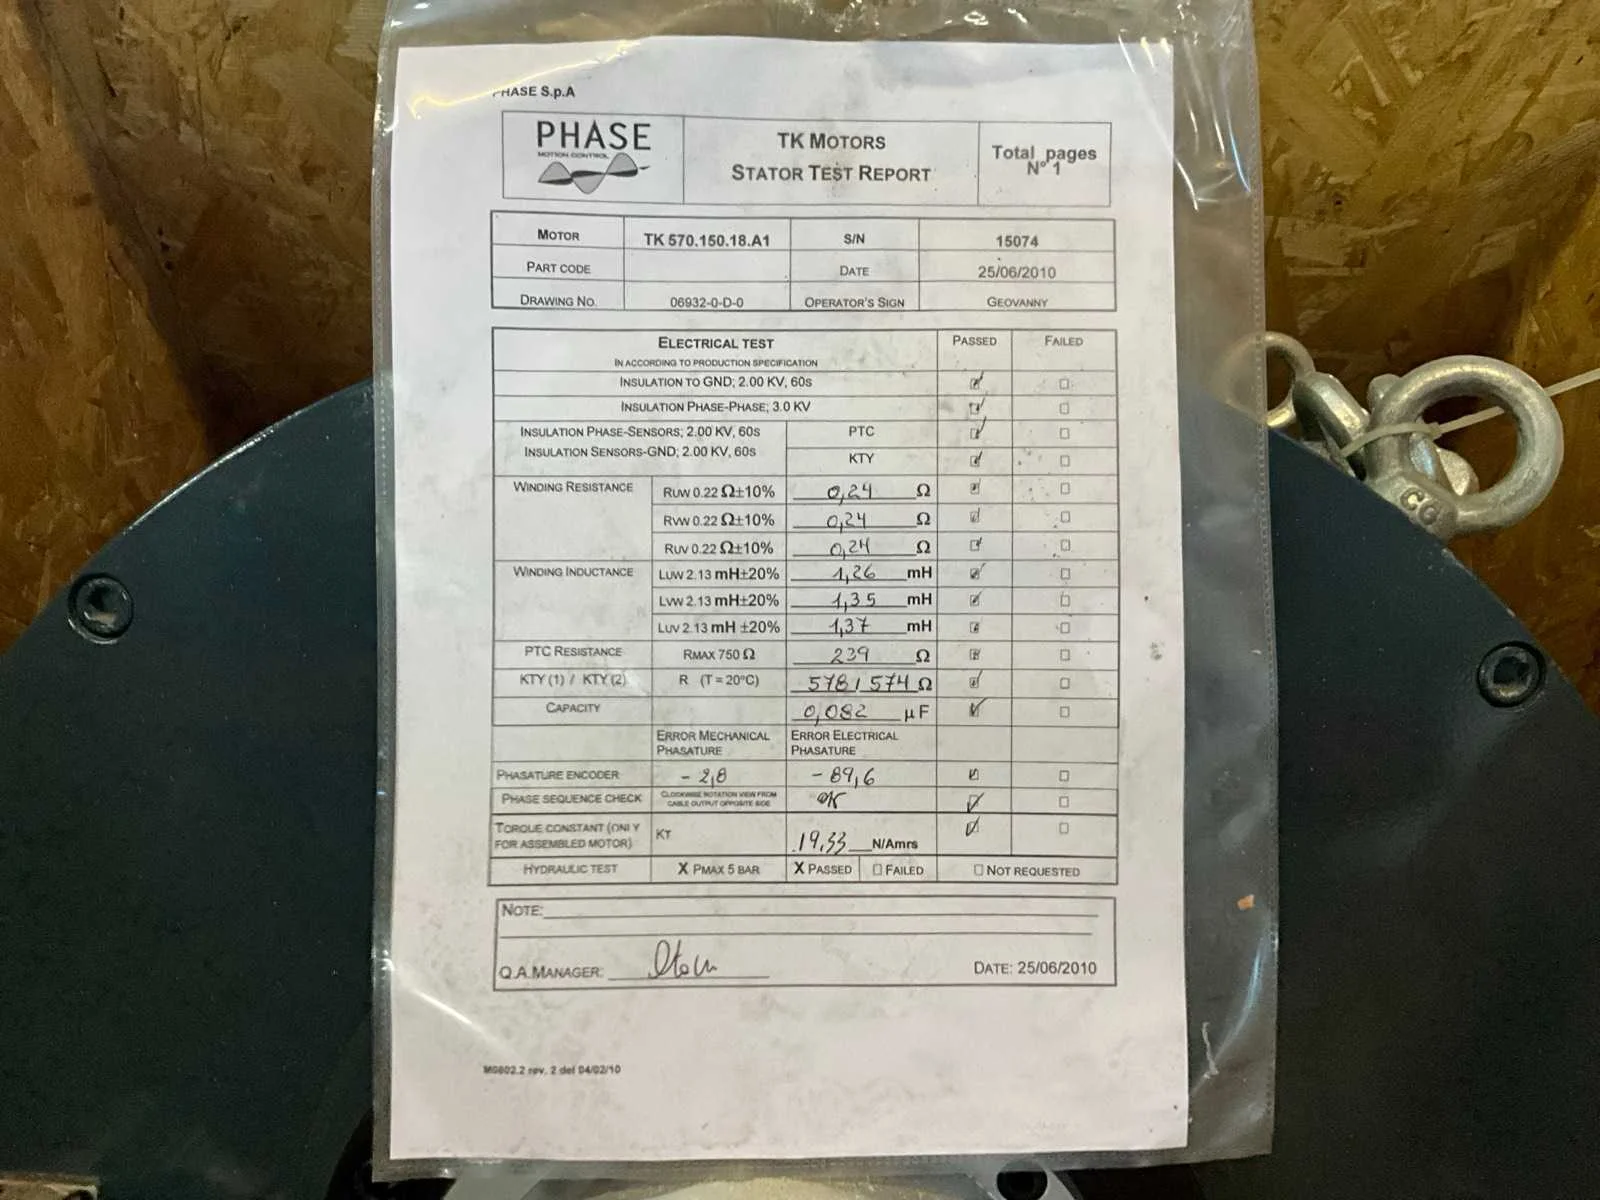 PHASE S.p.A
PHASE
MOTION CONTROL
TK MOTORS
STATOR TEST REPORT
Total pages
N° 1
MOTOR TK 570.150.18.A1 S/N 15074
PART CODE DATE 25/06/2010
DRAWING NO. 06932-0-D-0 OPERATOR'S SIGN GEOVANNY
ELECTRICAL TEST PASSED FAILED
IN ACCORDING TO PRODUCTION SPECIFICATION
INSULATION TO GND; 2.00 KV, 60s
INSULATION PHASE-PHASE; 3.0 KV
INSULATION PHASE-SENSORS; 2.00 KV, 60s PTC
INSULATION SENSORS-GND; 2.00 KV, 60s KTY
WINDING RESISTANCE RUW 0.22 Ω±10% 0,24 Ω
RVW 0.22 Ω±10% 0,24 Ω
RUV 0.22 Ω±10% 0,24 Ω
WINDING INDUCTANCE LUW 2.13 mH±20% 1,26 mH
LVW 2.13 mH±20% 1,35 mH
LUV 2.13 mH ±20% 1,37 mH
PTC RESISTANCE RMAX 750 Ω 239 Ω
KTY (1) / KTY (2) R (T = 20°C) 578 / 574 Ω
CAPACITY 0,082 µF
ERROR MECHANICAL PHASATURE ERROR ELECTRICAL PHASATURE
PHASATURE ENCODER - 2,8 - 89,6
PHASE SEQUENCE CHECK CLOCKWISE ROTATION VIEW FROM CABLE OUTPUT OPPOSITE SIDE OK
TORQUE CONSTANT (ONLY FOR ASSEMBLED MOTOR) KT 19,33 N/Amrs
HYDRAULIC TEST X PMAX 5 BAR X PASSED FAILED NOT REQUESTED
NOTE:
Q.A.MANAGER: DATE: 25/06/2010
M0802.2 rev. 2 del 04/02/10
CG